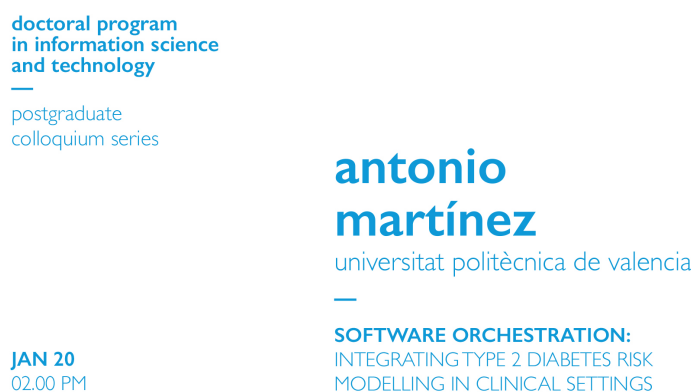 doctoral program
in information science
and technology
postgraduate
colloquium series
antonio
martínez
universitat politècnica de valencia
SOFTWARE ORCHESTRATION:
INTEGRATING TYPE 2 DIABETES RISK
MODELLING IN CLINICAL SETTINGS
JAN 20
02.00 PM